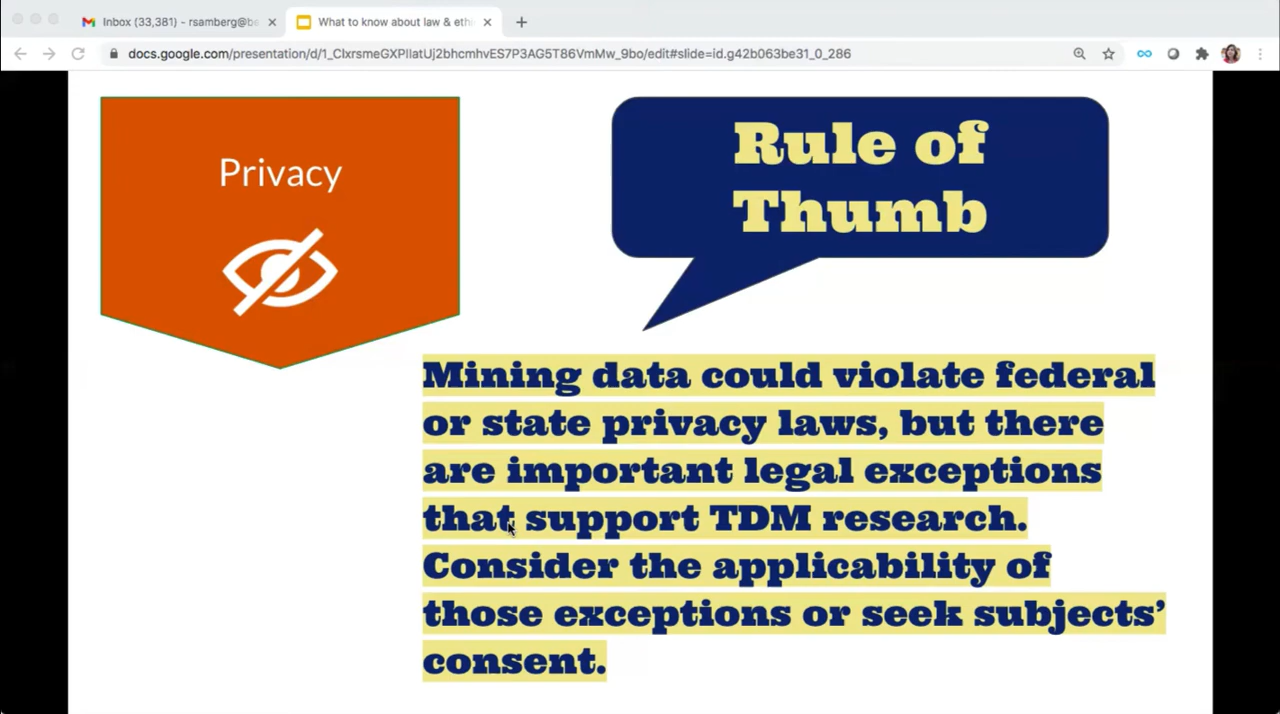 Inbox (33,381) - rsamberg@be
What to know about law & ethi
docs.google.com/presentation/d/1_ClxrsmeGXPIIatUj2bhcmhvES7P3AG5T86VmMw_9bo/edit#slide=id.g42b063be31_0_286
Privacy
Rule of
Thumb
Mining data could violate federal
or state privacy laws, but there
are important legal exceptions
that support TDM research.
Consider the applicability of
those exceptions or seek subjects’
consent.